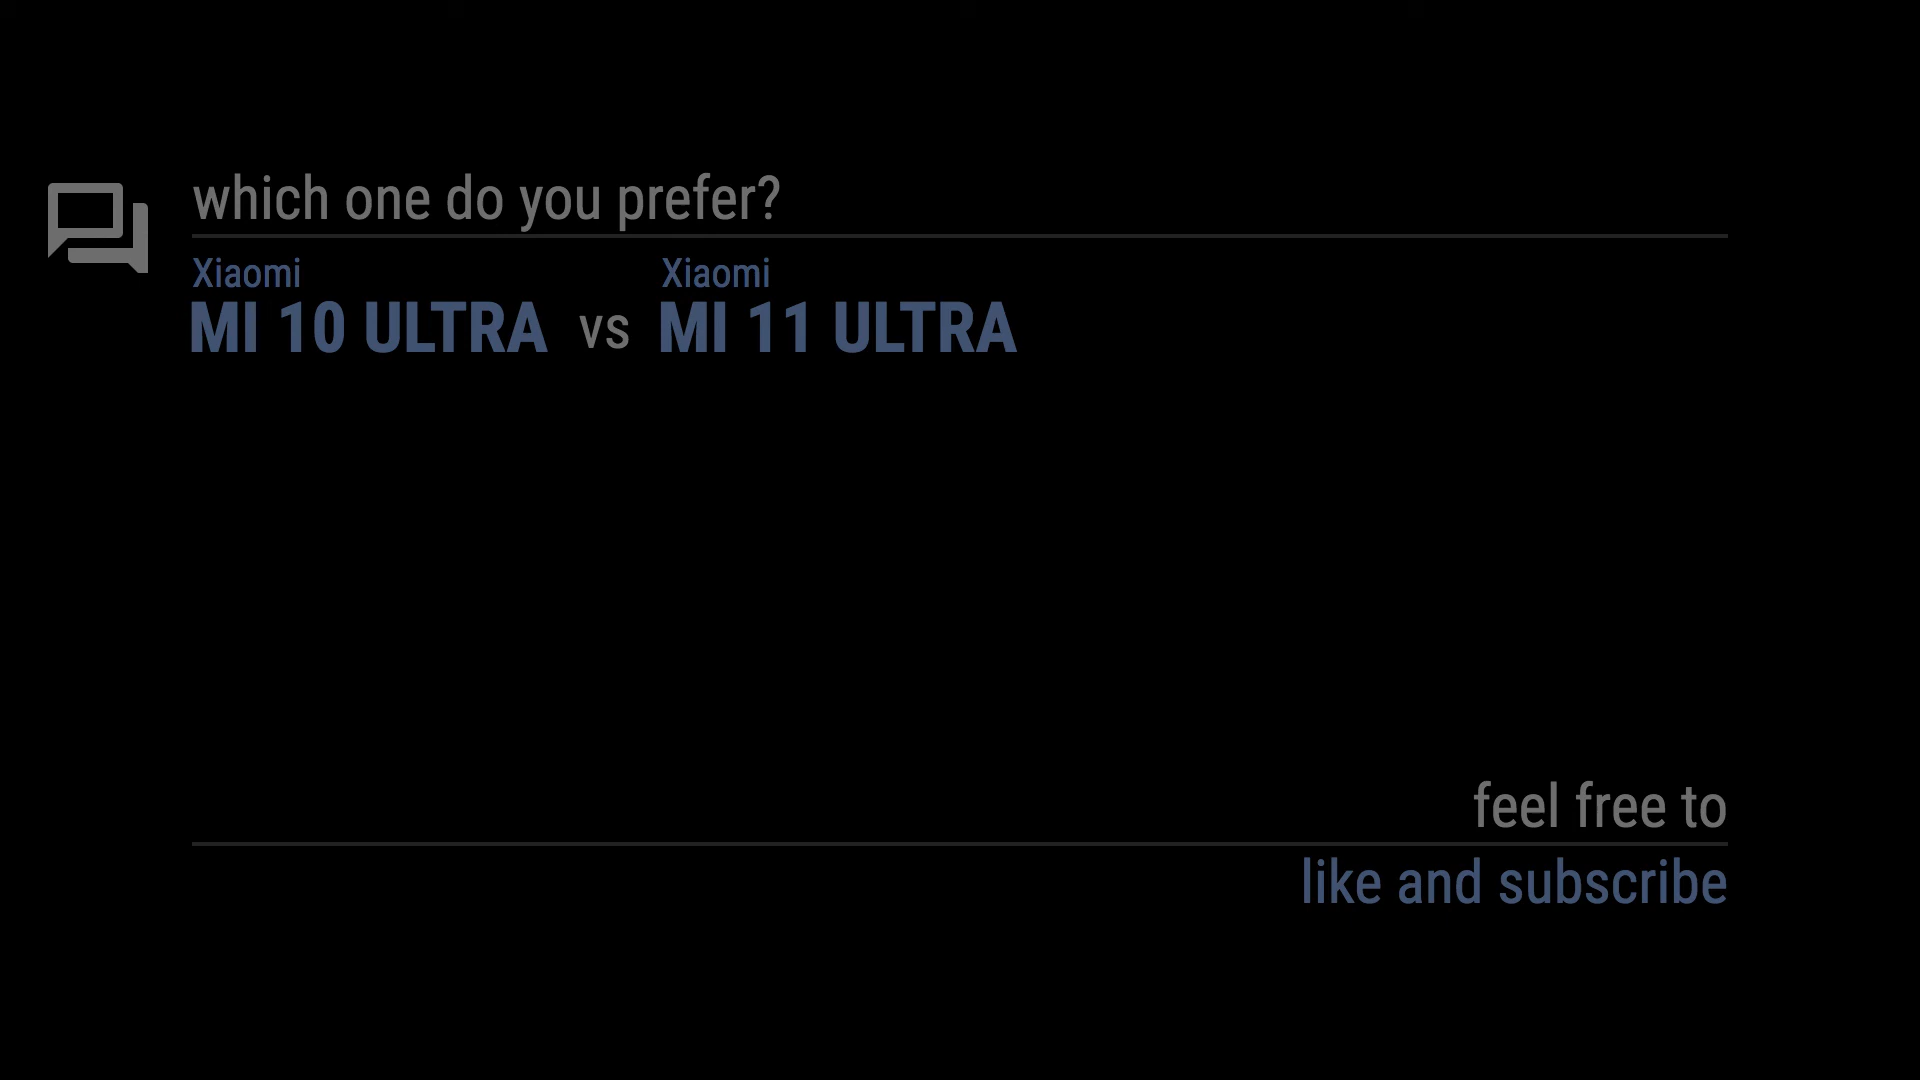 which one do you prefer?
Xiaomi Xiaomi
MI 10 ULTRA vs MI 11 ULTRA
feel free to
like and subscribe